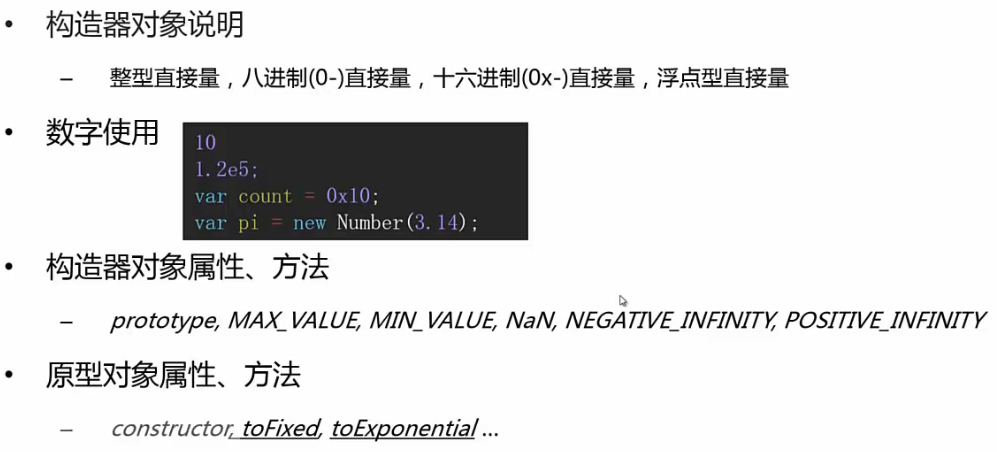 • 构造器对象说明
– 整型直接量，八进制(0-)直接量，十六进制(0x-)直接量，浮点型直接量
• 数字使用
10
1.2e5;
var count = 0x10;
var pi = new Number(3.14);
• 构造器对象属性、方法
– prototype, MAX_VALUE, MIN_VALUE, NaN, NEGATIVE_INFINITY, POSITIVE_INFINITY
• 原型对象属性、方法
– constructor, toFixed, toExponential ...